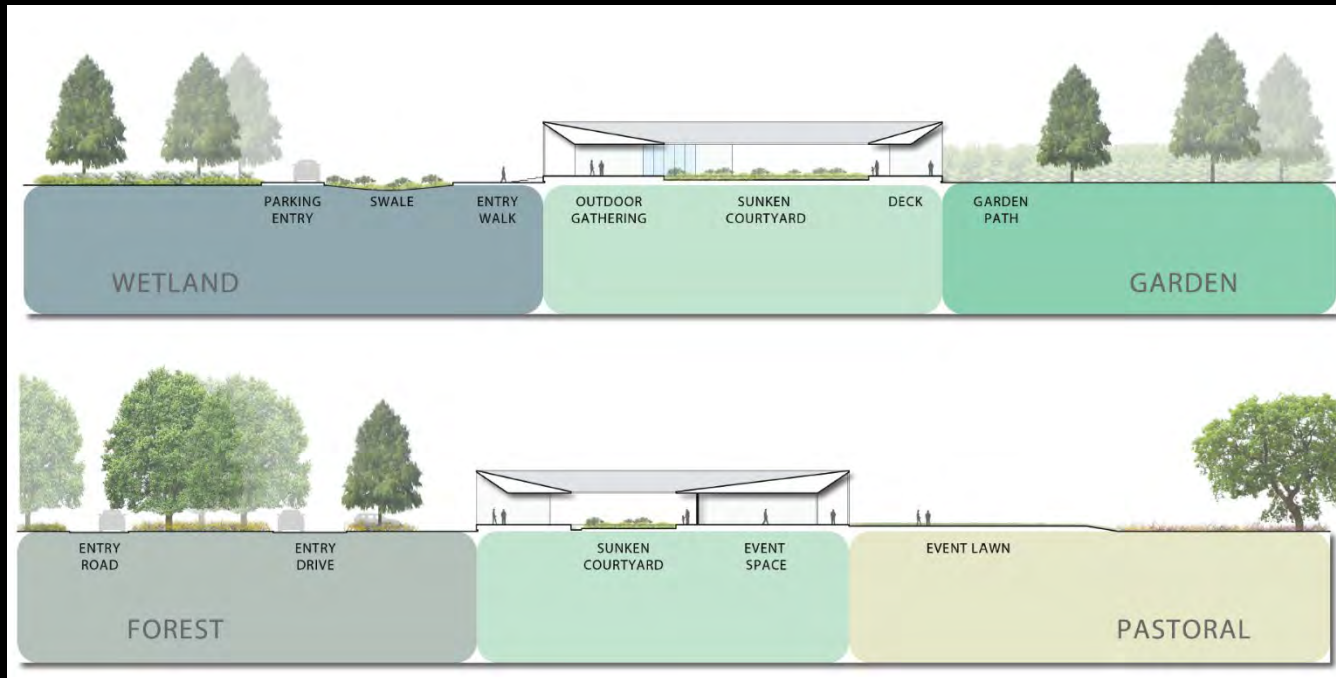 PARKING
ENTRY
SWALE
ENTRY
WALK
OUTDOOR
GATHERING
SUNKEN
COURTYARD
DECK
GARDEN
PATH
WETLAND
GARDEN
ENTRY
ROAD
ENTRY
DRIVE
SUNKEN
COURTYARD
EVENT
SPACE
EVENT LAWN
FOREST
PASTORAL